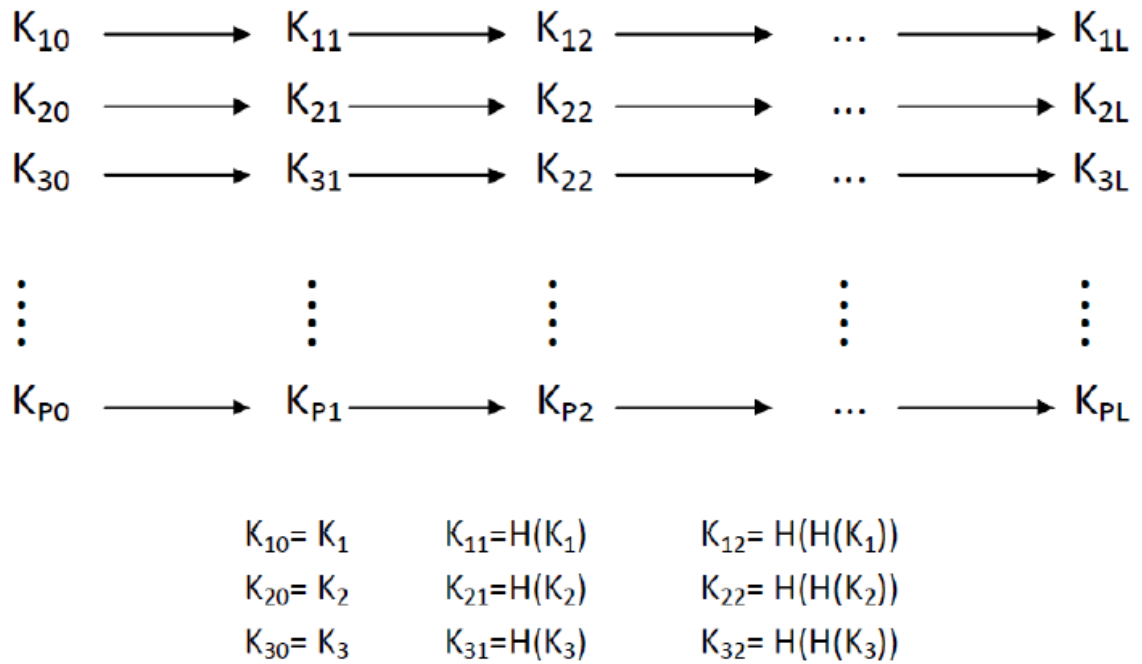 K₁₀ K₁₁ K₁₂ ... K₁L
K₂₀ K₂₁ K₂₂ ... K₂L
K₃₀ K₃₁ K₂₂ ... K₃L
Kₚ₀ Kₚ₁ Kₚ₂ ... KₚL
K₁₀= K₁ K₁₁=H(K₁) K₁₂= H(H(K₁))
K₂₀= K₂ K₂₁=H(K₂) K₂₂= H(H(K₂))
K₃₀= K₃ K₃₁=H(K₃) K₃₂= H(H(K₃))